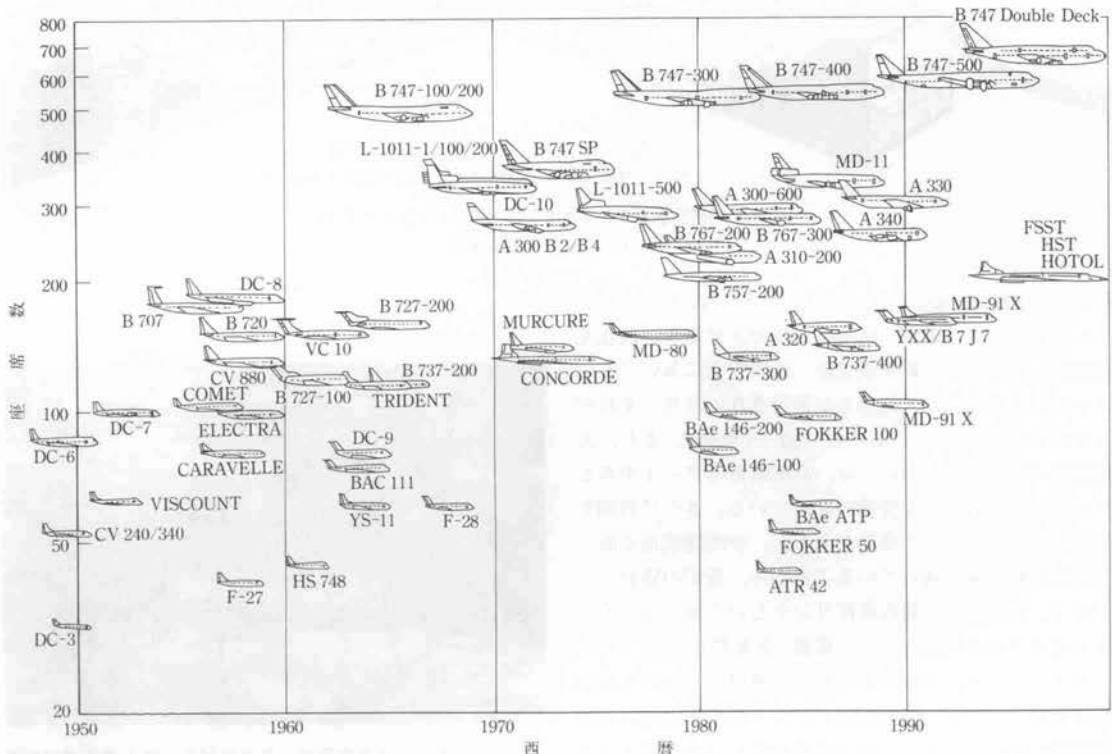 B 747 Double Deck
800
700
600
500
400
300
200
100
50
20
座席数
B 747-300
B 747-400
B 747-500
B 747-100/200
L-1011-1/100/200
B 747 SP
MD-11
L-1011-500
A 300-600
A 330
DC-10
A 340
A 300 B 2/B 4
B 767-200
B 767-300
A 310-200
FSST
HST
HOTOL
DC-8
B 757-200
B 707
B 727-200
B 720
VC 10
MURCURE
MD-80
A 320
MD-91 X
YXX/B 7 J 7
CV 880
B 737-200
CONCORDE
B 737-300
B 737-400
COMET
B 727-100
TRIDENT
DC-7
ELECTRA
BAe 146-200
FOKKER 100
MD-91 X
DC-6
CARAVELLE
DC-9
BAC 111
BAe 146-100
VISCOUNT
YS-11
F-28
BAe ATP
CV 240/340
FOKKER 50
HS 748
F-27
ATR 42
DC-3
1950
1960
1970
1980
1990
西暦